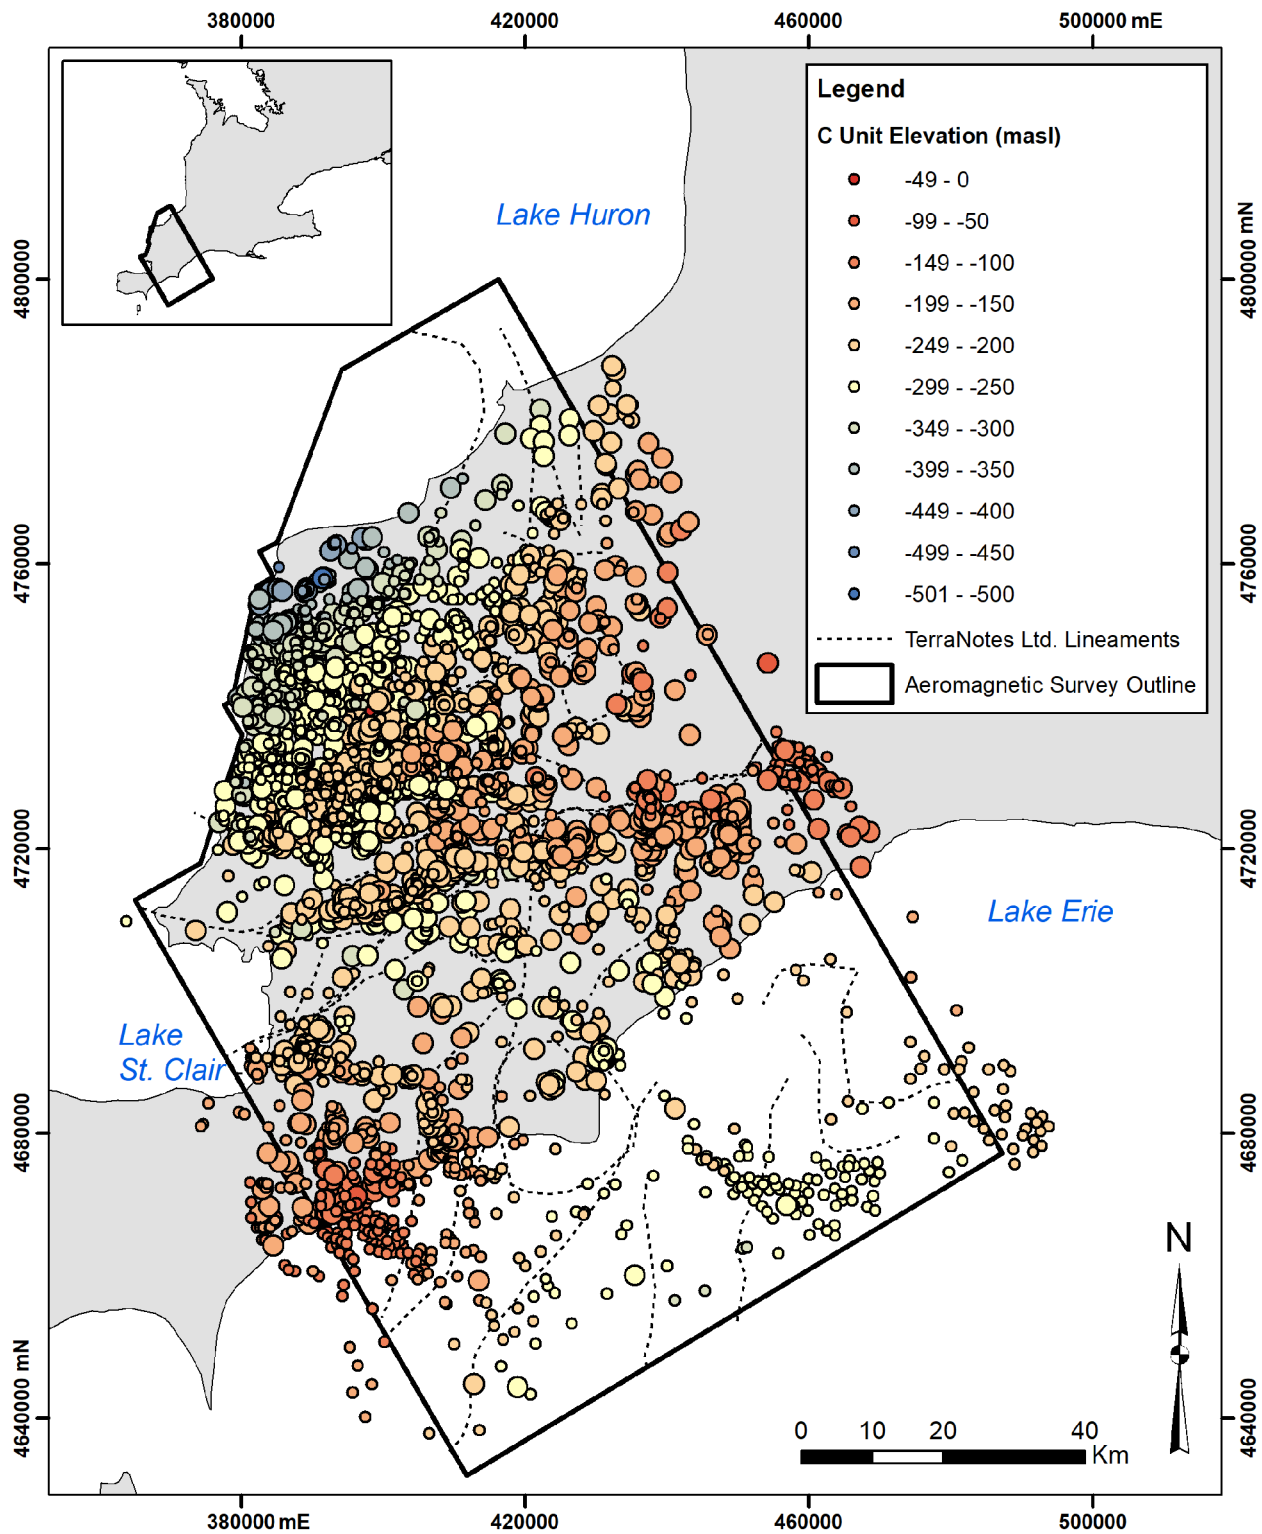 380000
420000
460000
500000 mE
Legend
C Unit Elevation (masl)
-49 - 0
-99 - -50
-149 - -100
-199 - -150
-249 - -200
-299 - -250
-349 - -300
-399 - -350
-449 - -400
-499 - -450
-501 - -500
TerraNotes Ltd. Lineaments
Aeromagnetic Survey Outline
Lake Huron
4800000
4800000 mN
4760000
4760000
4720000
4720000
Lake Erie
Lake
St. Clair
4680000
4680000
N
4640000 mN
4640000
0
10
20
40
Km
380000 mE
420000
460000
500000